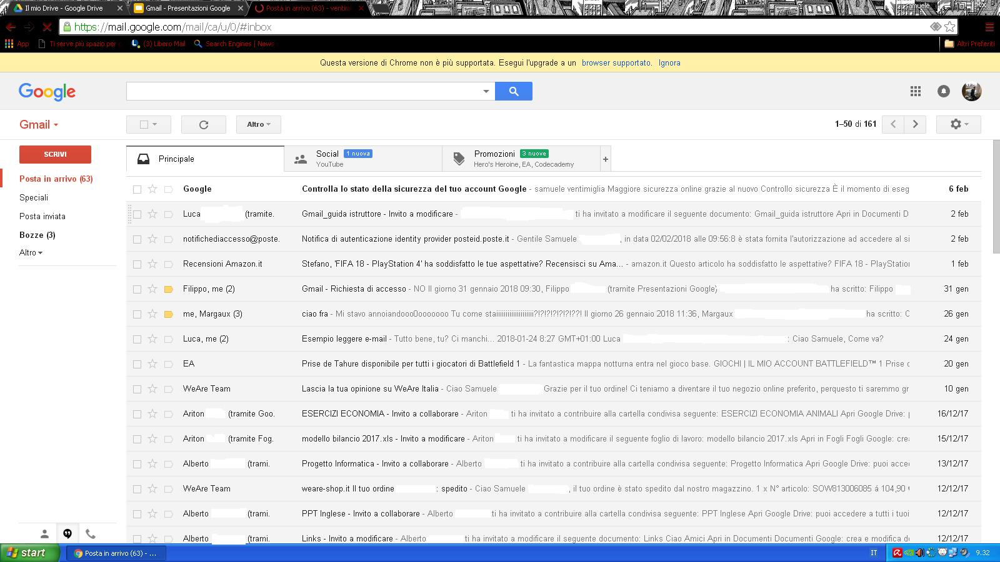 Il mio Drive - Google Drive
Gmail - Presentazioni Google
Posta in arrivo (63) - ventim
samuele
https://mail.google.com/mail/ca/u/0/#inbox
App
Ti serve più spazio per
(3) Libero Mail
Search Engines | News
Altri Preferiti
Questa versione di Chrome non è più supportata. Esegui l'upgrade a un browser supportato. Ignora
Google
Gmail
Altro
1–50 di 161
SCRIVI
Posta in arrivo (63)
Speciali
Posta inviata
Bozze (3)
Altro
Principale
Social 1 nuova
YouTube
Promozioni 3 nuove
Hero's Heroine, EA, Codecademy
+
Google Controlla lo stato della sicurezza del tuo account Google - samuele ventimiglia Maggiore sicurezza online grazie al nuovo Controllo sicurezza È il momento di eseg 6 feb
Luca (tramite. Gmail_guida istruttore - Invito a modificare - ti ha invitato a modificare il seguente documento: Gmail_guida istruttore Apri in Documenti D 2 feb
notifichediaccesso@poste. Notifica di autenticazione identity provider posteid.poste.it - Gentile Samuele , in data 02/02/2018 alle 09:56:8 è stata fornita l'autorizzazione ad accedere al si 2 feb
Recensioni Amazon.it Stefano, 'FIFA 18 - PlayStation 4' ha soddisfatto le tue aspettative? Recensisci su Ama... - amazon.it Questo articolo ha soddisfatto le aspettative? FIFA 18 - PlayStation 1 feb
Filippo, me (2) Gmail - Richiesta di accesso - NO Il giorno 31 gennaio 2018 09:30, Filippo (tramite Presentazioni Google) ha scritto: Filippo 31 gen
me, Margaux (3) ciao fra - Mi stavo annoiandooo0ooooooo Tu come staiiiiiiiiiiiiiiiiiii?!?!?!?!?!?!??! Il giorno 26 gennaio 2018 11:36, Margaux ha scritto: C 26 gen
Luca, me (2) Esempio leggere e-mail - Tutto bene, tu? Ci manchi... 2018-01-24 8:27 GMT+01:00 Luca : Ciao Samuele, Come va? 24 gen
EA Prise de Tahure disponibile per tutti i giocatori di Battlefield 1 - La fantastica mappa notturna entra nel gioco base. GIOCHI | IL MIO ACCOUNT BATTLEFIELD™ 1 Prise d 20 gen
WeAre Team Lascia la tua opinione su WeAre Italia - Ciao Samuele Grazie per il tuo ordine! Ci teniamo a diventare il tuo negozio online preferito, perquesto ti saremmo gr 10 gen
Ariton (tramite Goo. ESERCIZI ECONOMIA - Invito a collaborare - Ariton ti ha invitato a contribuire alla cartella condivisa seguente: ESERCIZI ECONOMIA ANIMALI Apri Google Drive: p 16/12/17
Ariton (tramite Fog. modello bilancio 2017.xls - Invito a modificare - Ariton ti ha invitato a modificare il seguente foglio di lavoro: modello bilancio 2017.xls Apri in Fogli Fogli Google: crea 15/12/17
Alberto (trami. Progetto Informatica - Invito a collaborare - Alberto ti ha invitato a contribuire alla cartella condivisa seguente: Progetto Informatica Apri Google Drive: puoi acced 13/12/17
WeAre Team weare-shop.it Il tuo ordine : spedito - Ciao Samuele , il tuo ordine è stato spedito dal nostro magazzino. 1 x N° articolo: SOW813006085 á 104,90 € 12/12/17
Alberto (trami. PPT Inglese - Invito a collaborare - Alberto ti ha invitato a contribuire alla cartella condivisa seguente: PPT Inglese Apri Google Drive: puoi accedere a tutti i tuoi 12/12/17
Alberto (trami. Links - Invito a modificare - Alberto ti ha invitato a modificare il seguente documento: Links Ciao Amici Apri in Documenti Documenti Google: crea e modifica do 12/12/17
start
Posta in arrivo (63) - ...
IT
9.32